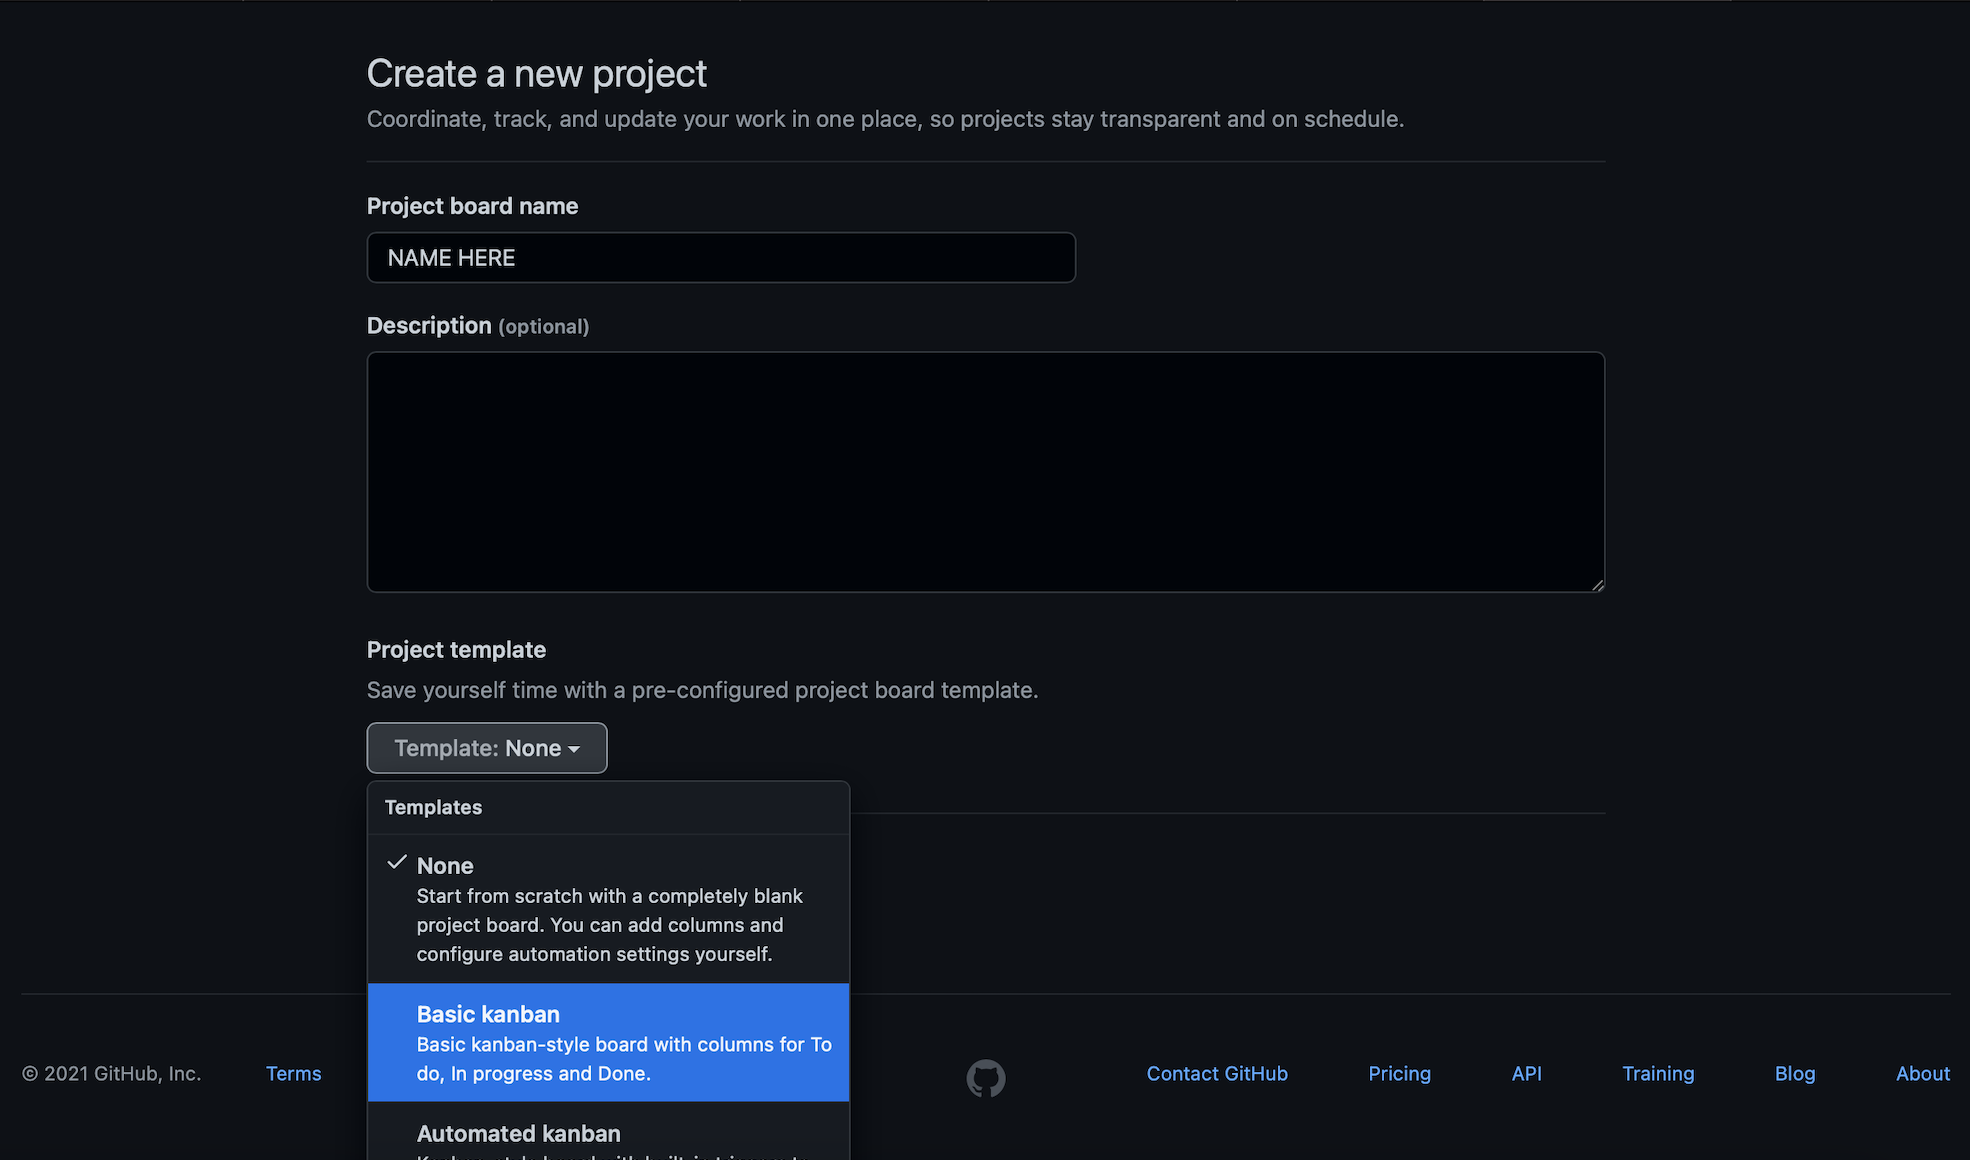 Create a new project
Coordinate, track, and update your work in one place, so projects stay transparent and on schedule.
Project board name
NAME HERE
Description (optional)
Project template
Save yourself time with a pre-configured project board template.
Template: None
Templates
None
Start from scratch with a completely blank
project board. You can add columns and
configure automation settings yourself.
Basic kanban
Basic kanban-style board with columns for To
do, In progress and Done.
Automated kanban
© 2021 GitHub, Inc.
Terms
Contact GitHub
Pricing
API
Training
Blog
About